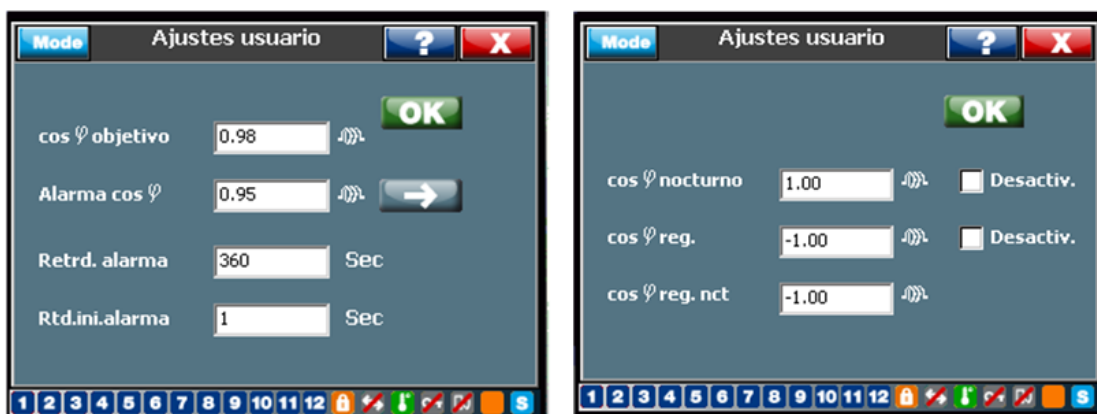 Mode Ajustes usuario ? X
OK
cos φ objetivo 0.98
Alarma cos φ 0.95
Retrd. alarma 360 Sec
Rtd.ini.alarma 1 Sec
1 2 3 4 5 6 7 8 9 10 11 12 S
Mode Ajustes usuario ? X
OK
cos φ nocturno 1.00 Desactiv.
cos φ reg. -1.00 Desactiv.
cos φ reg. nct -1.00
1 2 3 4 5 6 7 8 9 10 11 12 S